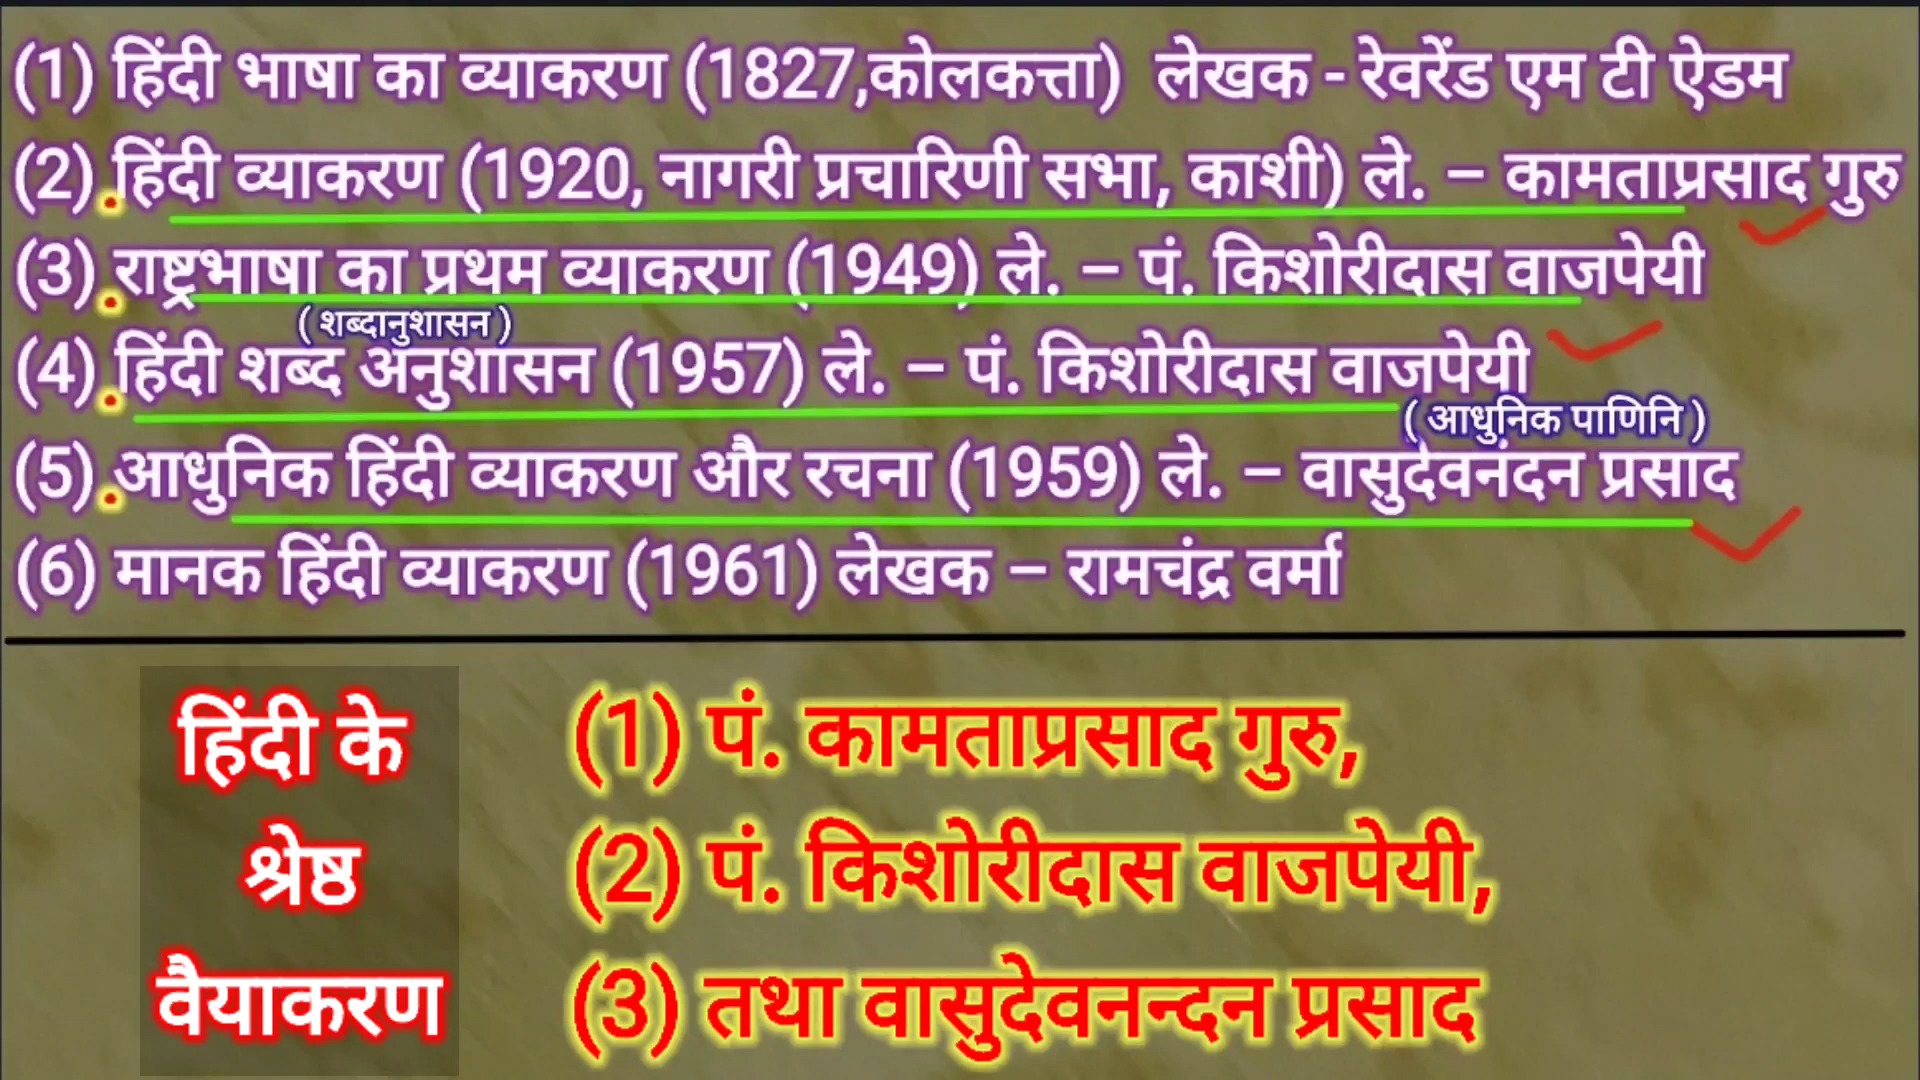 (1) हिंदी भाषा का व्याकरण (1827,कोलकत्ता) लेखक - रेवरेंड एम टी ऐडम
(2) हिंदी व्याकरण (1920, नागरी प्रचारिणी सभा, काशी) ले. – कामताप्रसाद गुरु
(3) राष्ट्रभाषा का प्रथम व्याकरण (1949) ले. – पं. किशोरीदास वाजपेयी
( शब्दानुशासन )
(4) हिंदी शब्द अनुशासन (1957) ले. – पं. किशोरीदास वाजपेयी
( आधुनिक पाणिनि )
(5) आधुनिक हिंदी व्याकरण और रचना (1959) ले. – वासुदेवनंदन प्रसाद
(6) मानक हिंदी व्याकरण (1961) लेखक – रामचंद्र वर्मा
हिंदी के
श्रेष्ठ
वैयाकरण
(1) पं. कामताप्रसाद गुरु,
(2) पं. किशोरीदास वाजपेयी,
(3) तथा वासुदेवनन्दन प्रसाद